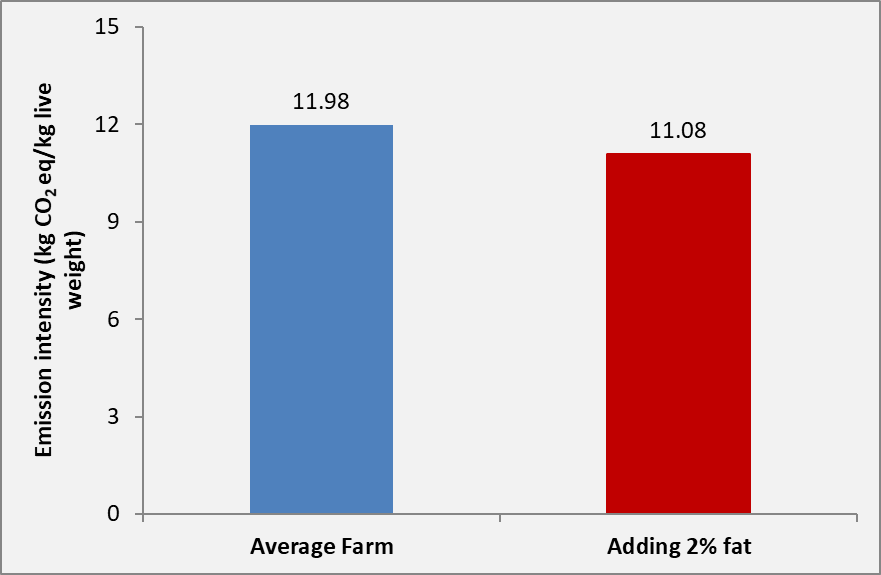 Emission intensity (kg CO2 eq/kg live
weight)
15
12
9
6
3
0
11.98
11.08
Average Farm
Adding 2% fat